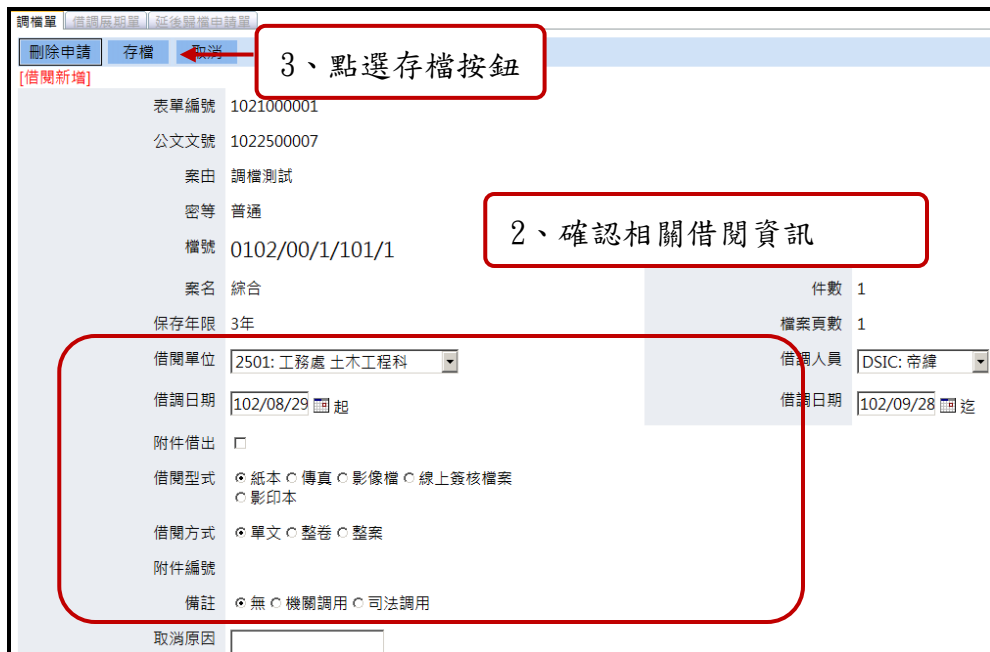 調檔單 借調展期單 延後歸檔申請單
刪除申請 存檔 取消
3、點選存檔按鈕
[借閱新增]
表單編號 1021000001
公文文號 1022500007
案由 調檔測試
密等 普通
2、確認相關借閱資訊
檔號 0102/00/1/101/1
案名 綜合 件數 1
保存年限 3年 檔案頁數 1
借閱單位 2501: 工務處 土木工程科 借調人員 DSIC: 帝緯
借調日期 102/08/29 起 借調日期 102/09/28 迄
附件借出
借閱型式 紙本 傳真 影像檔 線上簽核檔案
影印本
借閱方式 單文 整卷 整案
附件編號
備註 無 機關調用 司法調用
取消原因